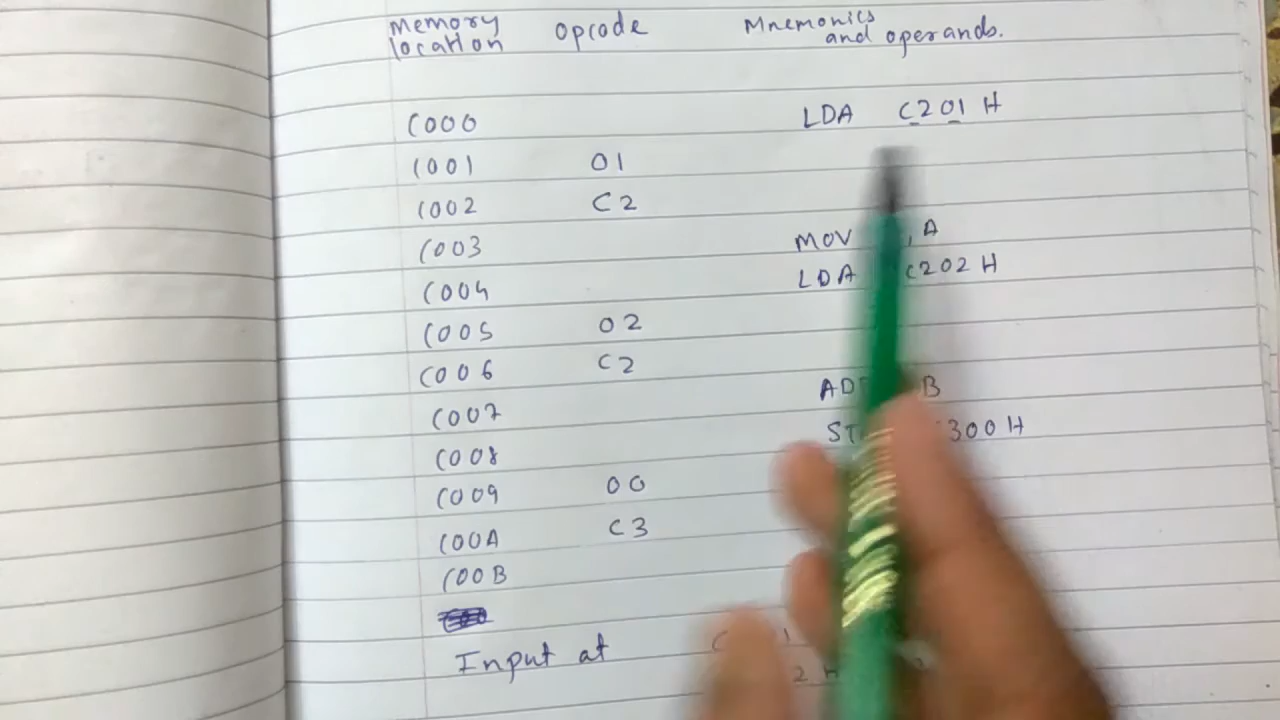 Memory location Opcode Mnemonics and operands.
C000 LDA C201 H
C001 01
C002 C2
C003 MOV , A
C004 LDA C202 H
C005 02
C006 C2
C007 B
C008 300 H
C009 00
C00A C3
C00B
Input at